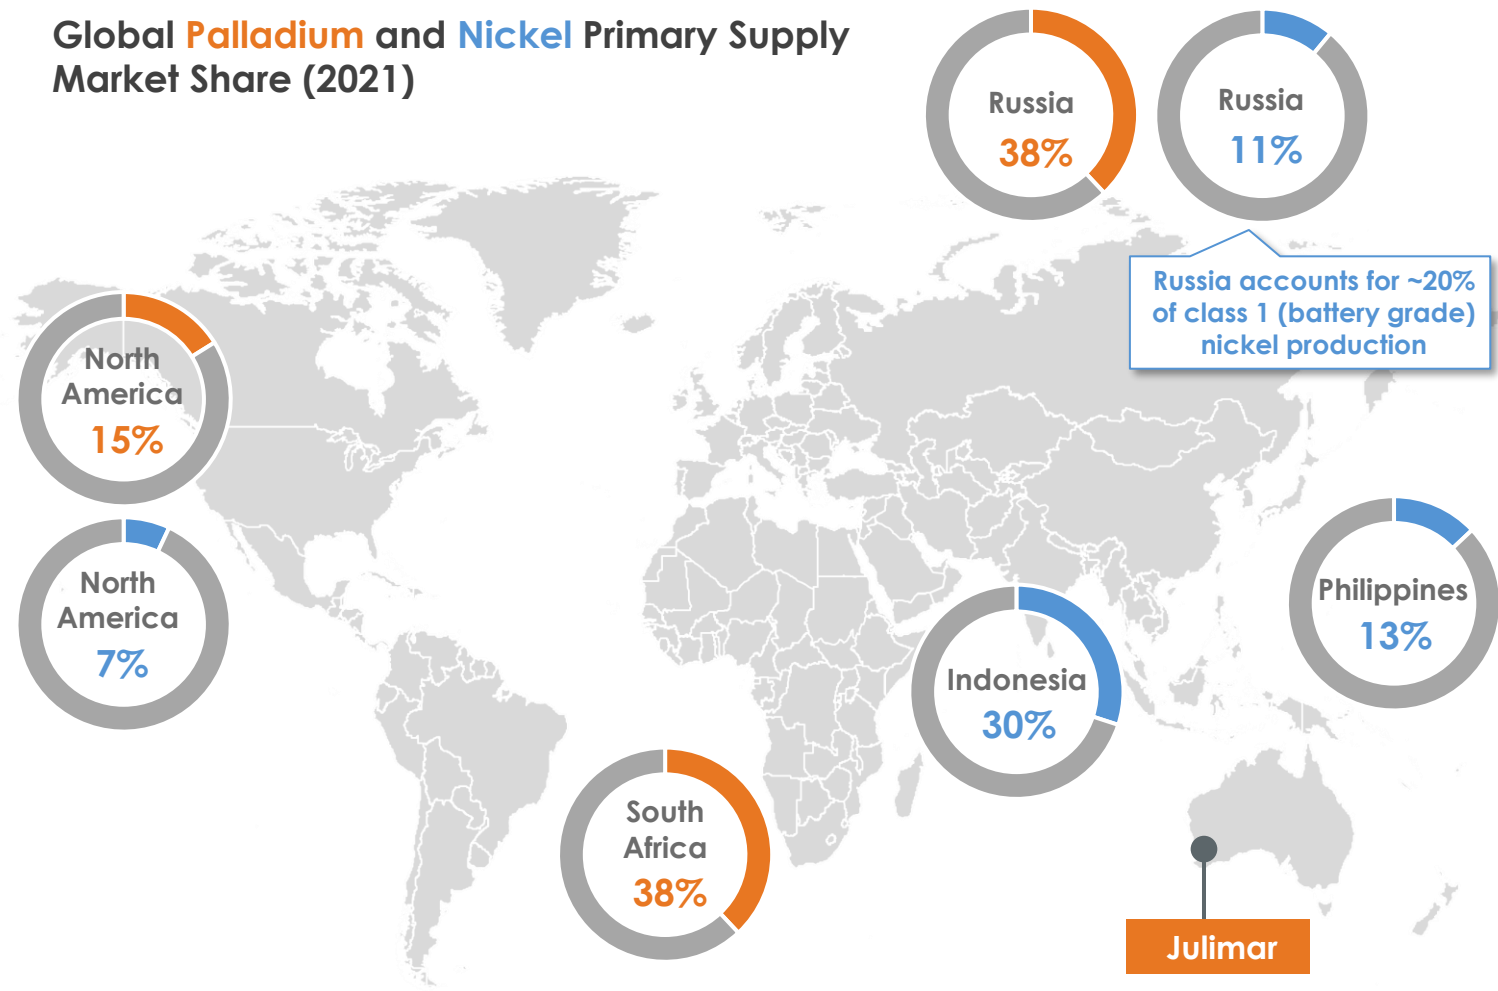 Global Palladium and Nickel Primary Supply
Market Share (2021)
Russia
38%
Russia
11%
Russia accounts for ~20%
of class 1 (battery grade)
nickel production
North
America
15%
North
America
7%
Philippines
13%
Indonesia
30%
South
Africa
38%
Julimar